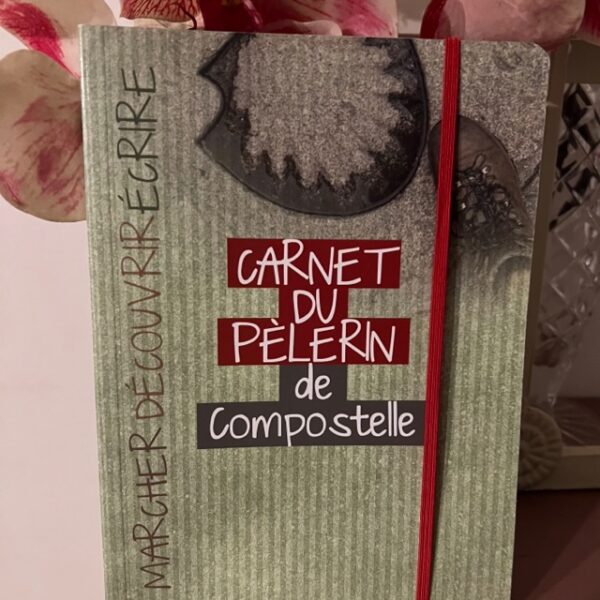 MARCHER DÉCOUVRIR ÉCRIRE
CARNET
DU
PÈLERIN
de
Compostelle